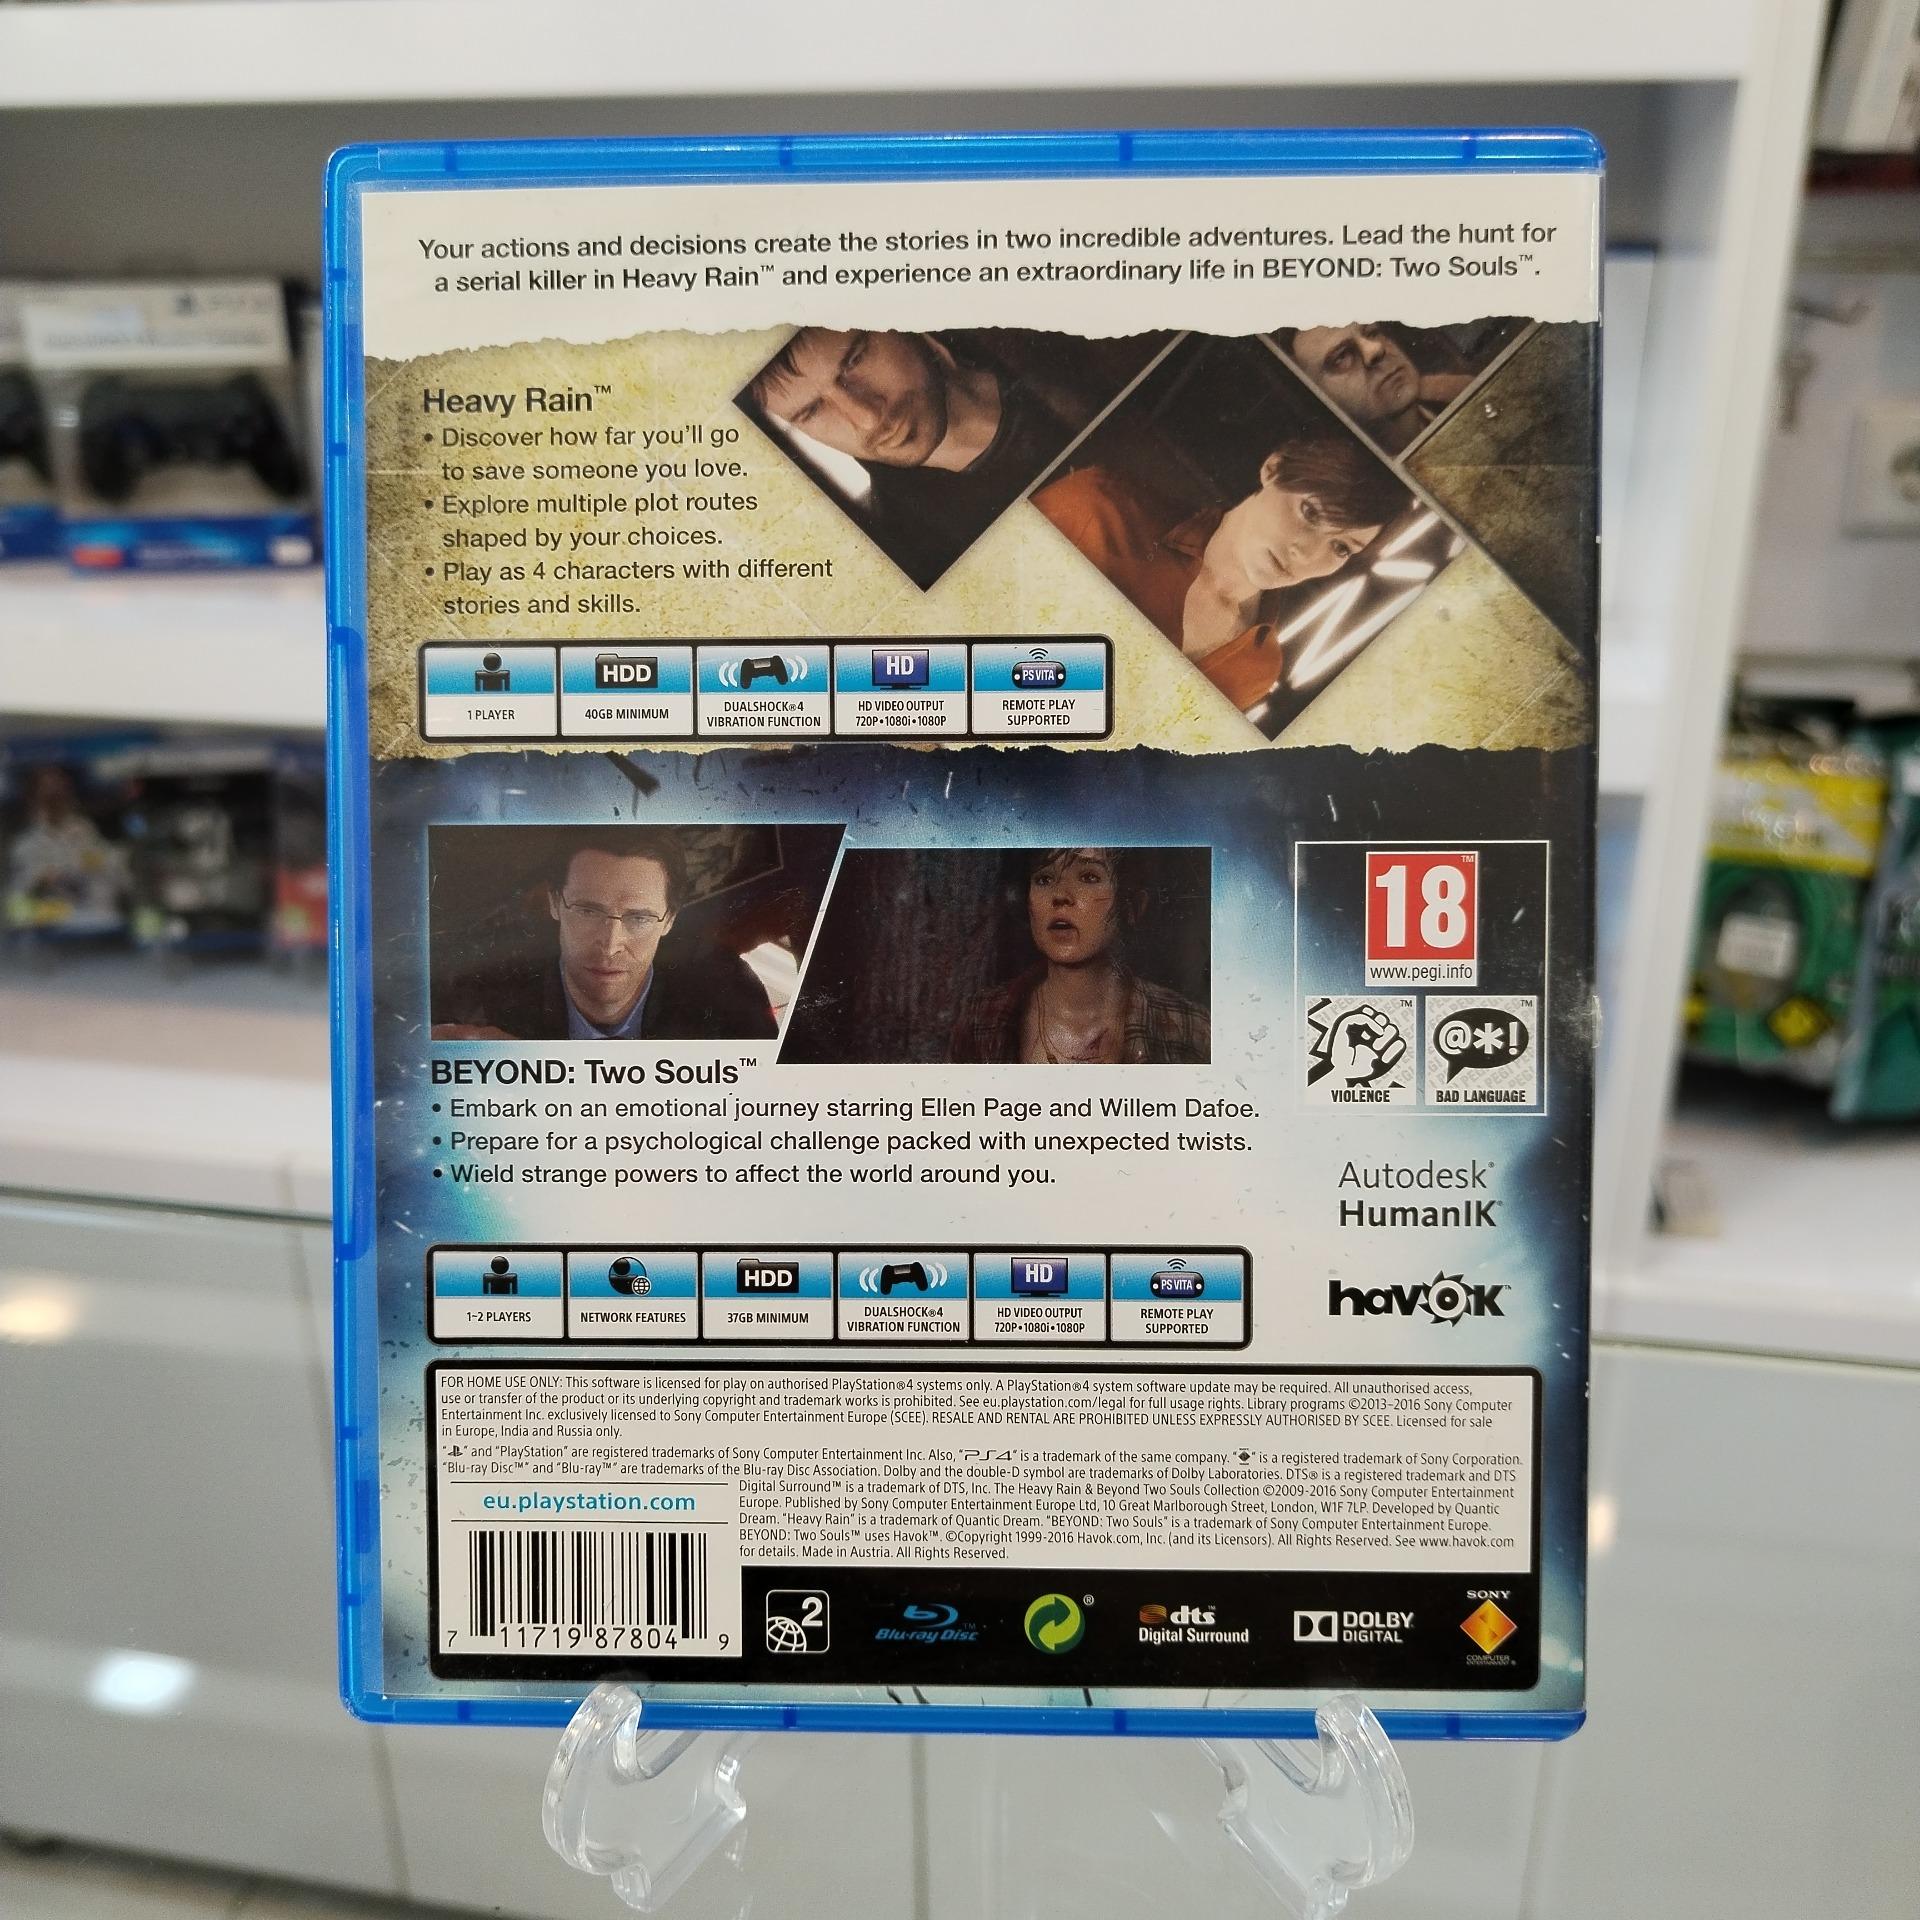 Your actions and decisions create the stories in two incredible adventures. Lead the hunt for
a serial killer in Heavy Rain™ and experience an extraordinary life in BEYOND: Two Souls™.
Heavy Rain™
• Discover how far you'll go
to save someone you love.
• Explore multiple plot routes
shaped by your choices.
• Play as 4 characters with different
stories and skills.
1 PLAYER
HDD
40GB MINIMUM
DUALSHOCK®4
VIBRATION FUNCTION
HD
HD VIDEO OUTPUT
720P•1080i•1080P
PS VITA
REMOTE PLAY
SUPPORTED
18™
www.pegi.info
VIOLENCE
™
@*!
™
BAD LANGUAGE
BEYOND: Two Souls™
• Embark on an emotional journey starring Ellen Page and Willem Dafoe.
• Prepare for a psychological challenge packed with unexpected twists.
• Wield strange powers to affect the world around you.
Autodesk®
HumanIK®
havok™
1-2 PLAYERS
NETWORK FEATURES
HDD
37GB MINIMUM
DUALSHOCK®4
VIBRATION FUNCTION
HD
HD VIDEO OUTPUT
720P•1080i•1080P
PS VITA
REMOTE PLAY
SUPPORTED
FOR HOME USE ONLY: This software is licensed for play on authorised PlayStation®4 systems only. A PlayStation®4 system software update may be required. All unauthorised access,
use or transfer of the product or its underlying copyright and trademark works is prohibited. See eu.playstation.com/legal for full usage rights. Library programs ©2013-2016 Sony Computer
Entertainment Inc. exclusively licensed to Sony Computer Entertainment Europe (SCEE). RESALE AND RENTAL ARE PROHIBITED UNLESS EXPRESSLY AUTHORISED BY SCEE. Licensed for sale
in Europe, India and Russia only.
" " and "PlayStation" are registered trademarks of Sony Computer Entertainment Inc. Also, "PS4" is a trademark of the same company. " " is a registered trademark of Sony Corporation.
"Blu-ray Disc™" and "Blu-ray™" are trademarks of the Blu-ray Disc Association. Dolby and the double-D symbol are trademarks of Dolby Laboratories. DTS® is a registered trademark and DTS
Digital Surround™ is a trademark of DTS, Inc. The Heavy Rain & Beyond Two Souls Collection ©2009-2016 Sony Computer Entertainment
Europe. Published by Sony Computer Entertainment Europe Ltd, 10 Great Marlborough Street, London, W1F 7LP. Developed by Quantic
Dream. "Heavy Rain" is a trademark of Quantic Dream. "BEYOND: Two Souls" is a trademark of Sony Computer Entertainment Europe.
BEYOND: Two Souls™ uses Havok™. ©Copyright 1999-2016 Havok.com, Inc. (and its Licensors). All Rights Reserved. See www.havok.com
for details. Made in Austria. All Rights Reserved.
eu.playstation.com
7 11719 87804 9
2
Blu-ray Disc™
®
dts™
Digital Surround
DOLBY
DIGITAL
SONY
COMPUTER
ENTERTAINMENT®